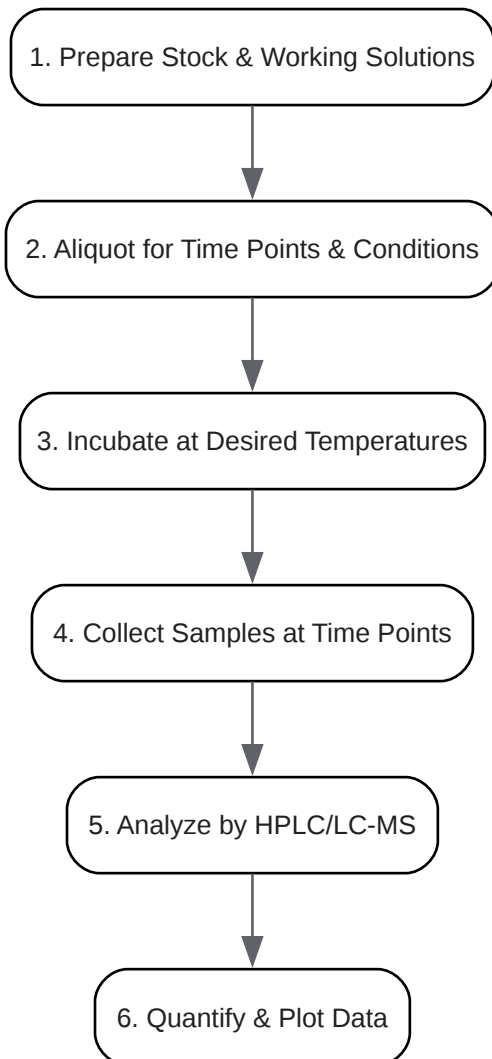 1. Prepare Stock & Working Solutions
2. Aliquot for Time Points & Conditions
3. Incubate at Desired Temperatures
4. Collect Samples at Time Points
5. Analyze by HPLC/LC-MS
6. Quantify & Plot Data